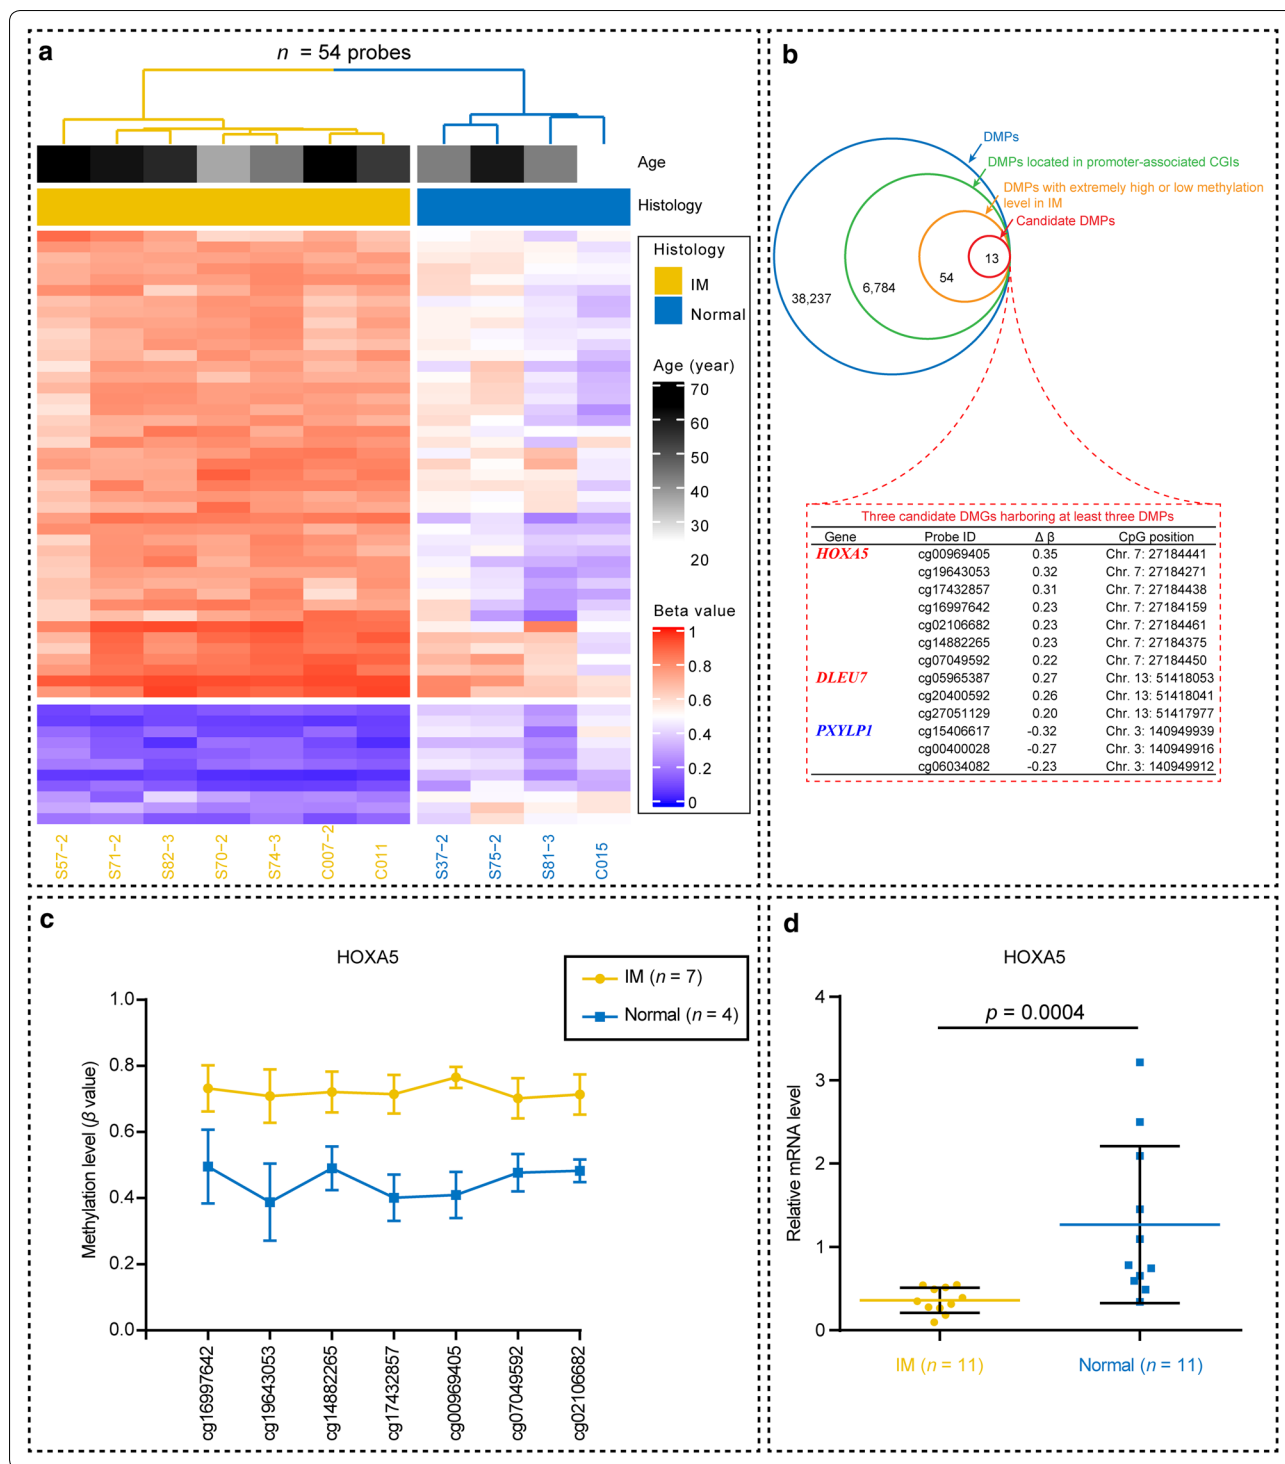 a
n = 54 probes
Age
Histology
Histology
IM
Normal
Age (year)
70
60
50
40
30
20
Beta value
1
0.8
0.6
0.4
0.2
0
S57-2
S71-2
S82-3
S70-2
S74-3
C007-2
C011
S37-2
S75-2
S81-3
C015
b
DMPs
DMPs located in promoter-associated CGIs
DMPs with extremely high or low methylation
level in IM
Candidate DMPs
38,237
6,784
54
13
Three candidate DMGs harboring at least three DMPs
Gene Probe ID Δ β CpG position
HOXA5 cg00969405 0.35 Chr. 7: 27184441
cg19643053 0.32 Chr. 7: 27184271
cg17432857 0.31 Chr. 7: 27184438
cg16997642 0.23 Chr. 7: 27184159
cg02106682 0.23 Chr. 7: 27184461
cg14882265 0.23 Chr. 7: 27184375
cg07049592 0.22 Chr. 7: 27184450
DLEU7 cg05965387 0.27 Chr. 13: 51418053
cg20400592 0.26 Chr. 13: 51418041
cg27051129 0.20 Chr. 13: 51417977
PXYLP1 cg15406617 -0.32 Chr. 3: 140949939
cg00400028 -0.27 Chr. 3: 140949916
cg06034082 -0.23 Chr. 3: 140949912
c
HOXA5
IM (n = 7)
Normal (n = 4)
Methylation level (β value)
1.0
0.8
0.6
0.4
0.2
0.0
cg16997642
cg19643053
cg14882265
cg17432857
cg00969405
cg07049592
cg02106682
d
HOXA5
p = 0.0004
Relative mRNA level
4
3
2
1
0
IM (n = 11)
Normal (n = 11)